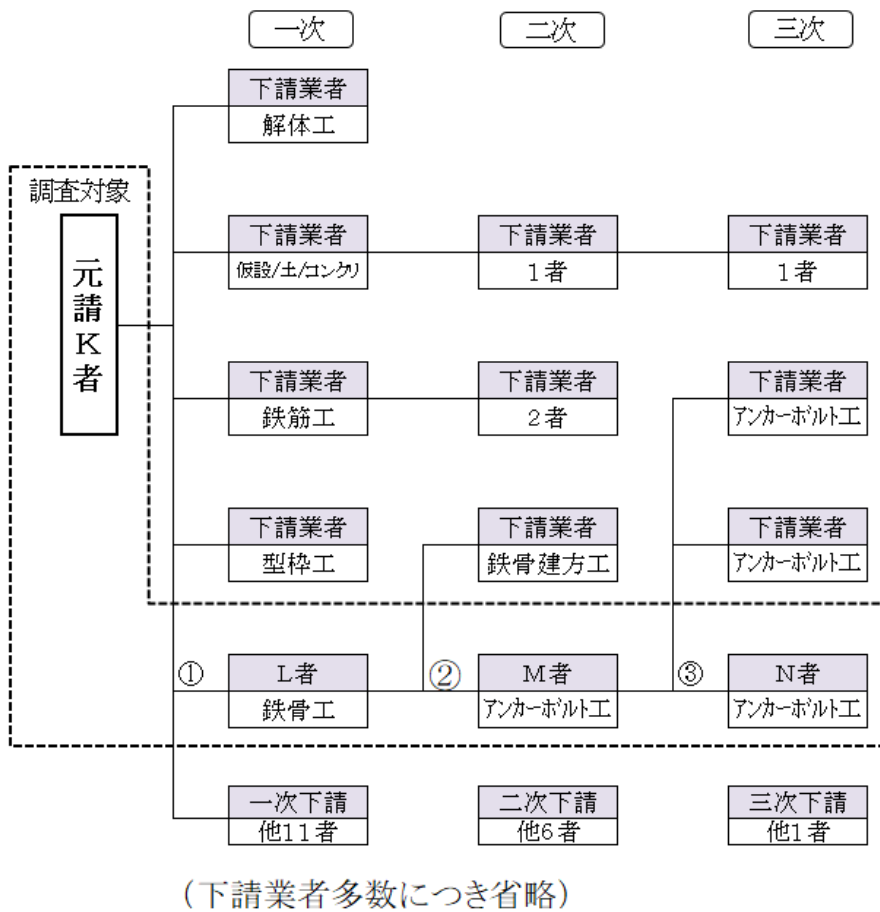 一次
二次
三次
下請業者
解体工
調査対象
元請K者
下請業者
仮設/土/コンクリ
下請業者
1者
下請業者
1者
下請業者
鉄筋工
下請業者
2者
下請業者
アンカーボルト工
下請業者
型枠工
下請業者
鉄骨建方工
下請業者
アンカーボルト工
①
L者
鉄骨工
②
M者
アンカーボルト工
③
N者
アンカーボルト工
一次下請
他11者
二次下請
他6者
三次下請
他1者
(下請業者多数につき省略)